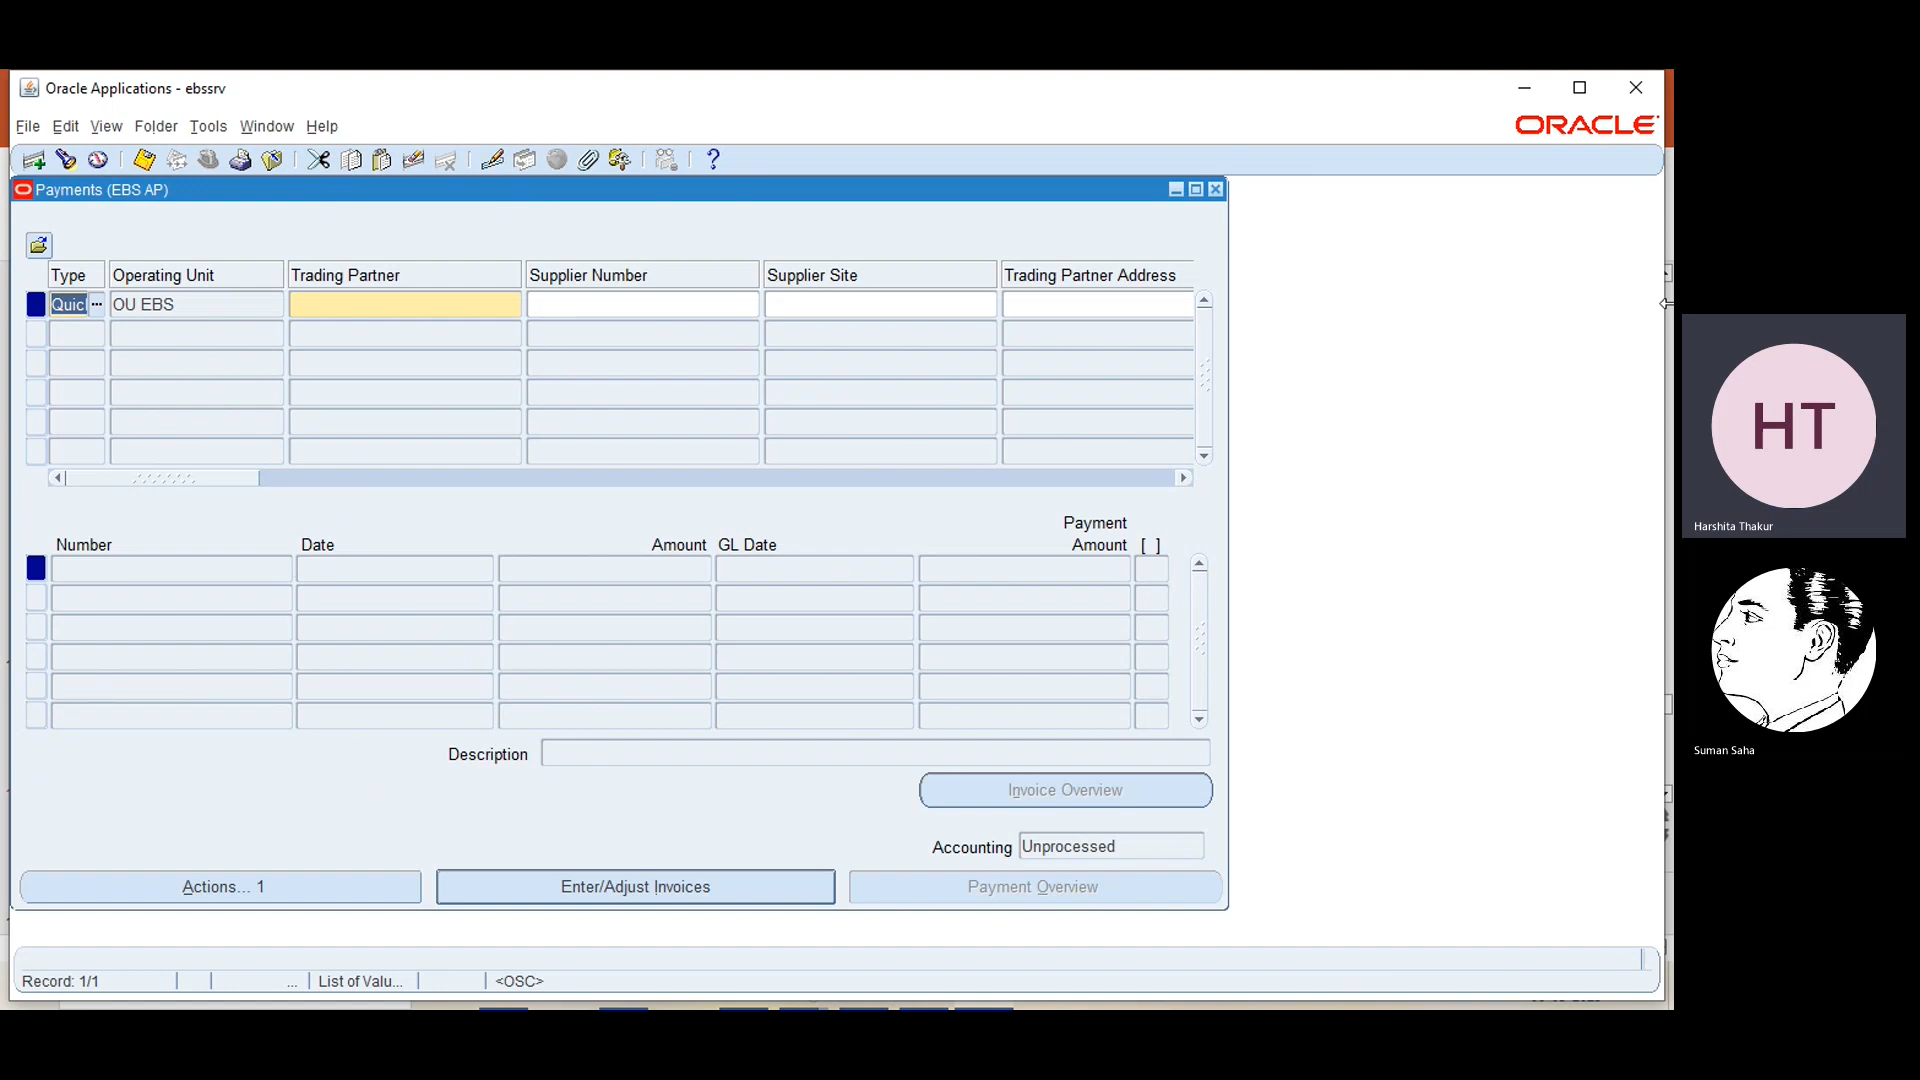 Oracle Applications - ebssrv
File Edit View Folder Tools Window Help
ORACLE
Payments (EBS AP)
Type Operating Unit Trading Partner Supplier Number Supplier Site Trading Partner Address
Quic ... OU EBS
Payment
Number Date Amount GL Date Amount [ ]
Description
Invoice Overview
Accounting Unprocessed
Actions... 1 Enter/Adjust Invoices Payment Overview
Record: 1/1 ... List of Valu... <OSC>
HT
Harshita Thakur
Suman Saha